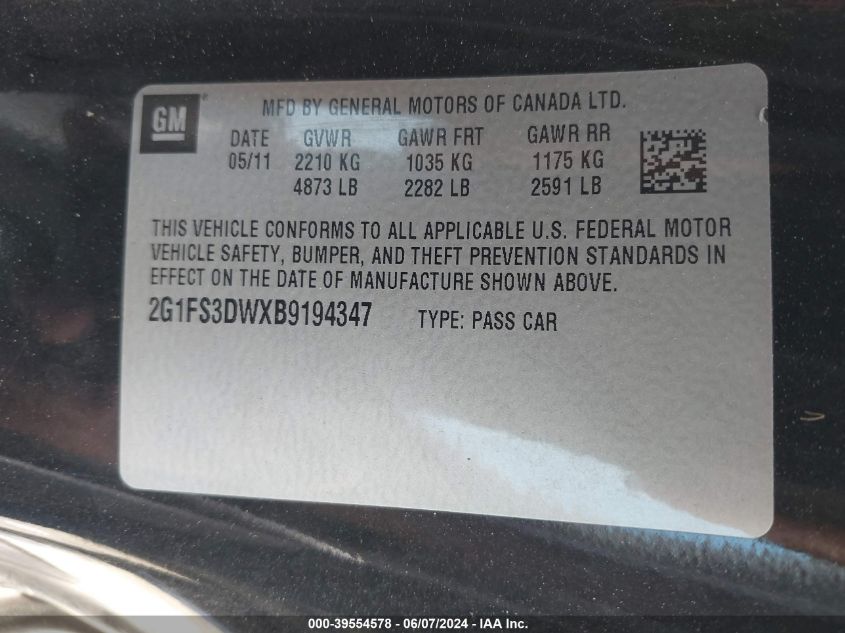 GM
MFD BY GENERAL MOTORS OF CANADA LTD.
DATE GVWR GAWR FRT GAWR RR
05/11 2210 KG 1035 KG 1175 KG
4873 LB 2282 LB 2591 LB
THIS VEHICLE CONFORMS TO ALL APPLICABLE U.S. FEDERAL MOTOR
VEHICLE SAFETY, BUMPER, AND THEFT PREVENTION STANDARDS IN
EFFECT ON THE DATE OF MANUFACTURE SHOWN ABOVE.
2G1FS3DWXB9194347 TYPE: PASS CAR
000-39554578 - 06/07/2024 - IAA Inc.